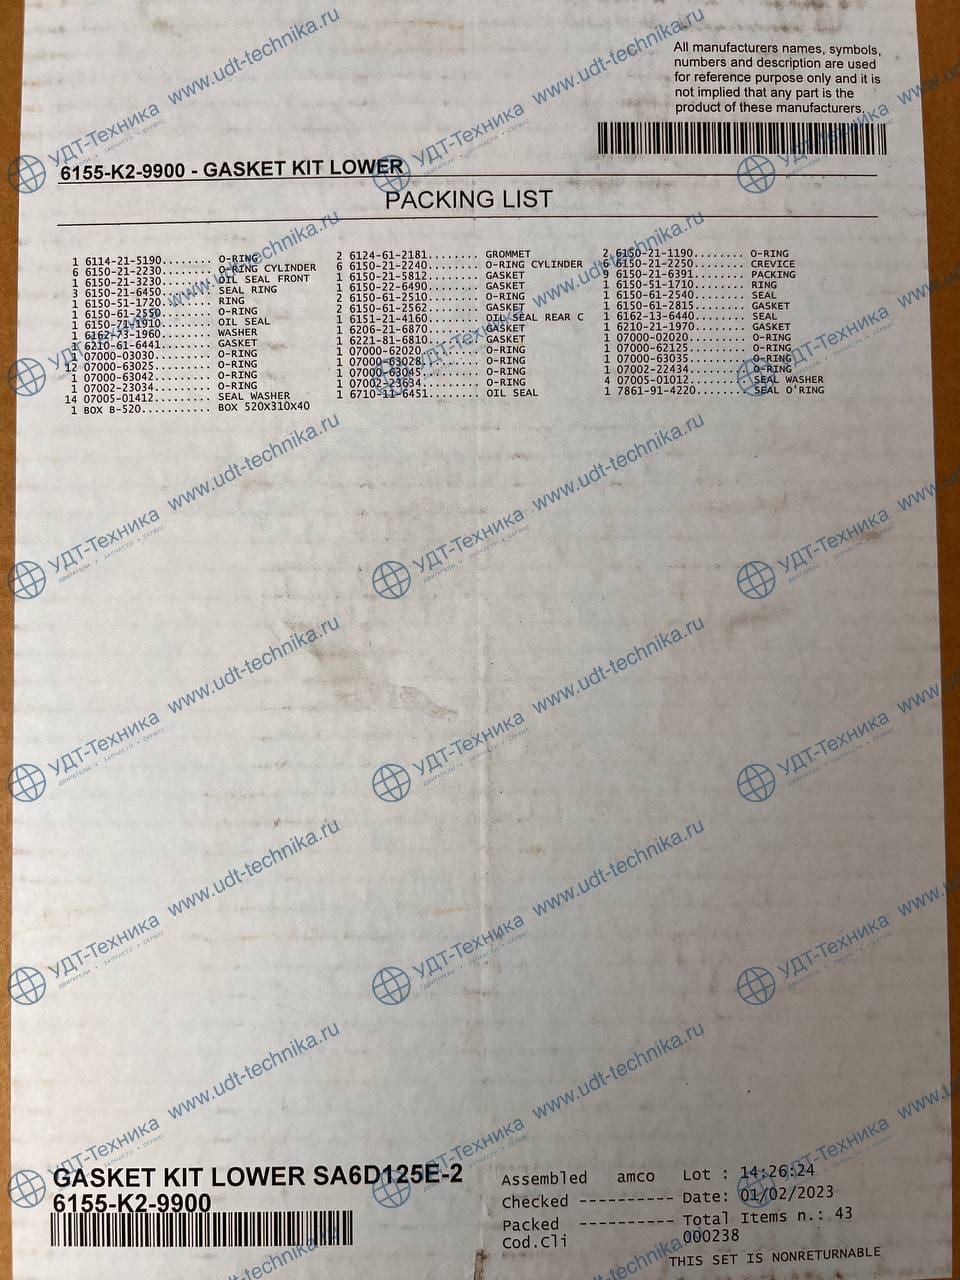 All manufacturers names, symbols,
numbers and description are used
for reference purpose only and it is
not implied that any part is the
product of these manufacturers.
6155-K2-9900 - GASKET KIT LOWER
PACKING LIST
1 6114-21-5190........ O-RING 2 6124-61-2181........ GROMMET 2 6150-21-1190........ O-RING
6 6150-21-2230........ O-RING CYLINDER 6 6150-21-2240........ O-RING CYLINDER 6 6150-21-2250........ CREVICE
1 6150-21-3230........ OIL SEAL FRONT 1 6150-21-5812........ GASKET 9 6150-21-6391........ PACKING
3 6150-21-6450........ SEAL RING 1 6150-22-6490........ GASKET 1 6150-51-1710........ RING
1 6150-51-1720........ RING 2 6150-61-2510........ O-RING 1 6150-61-2540........ SEAL
1 6150-61-2550........ O-RING 2 6150-61-2562........ GASKET 1 6150-61-2815........ GASKET
1 6150-71-1910........ OIL SEAL 1 6151-21-4160........ OIL SEAL REAR C 1 6162-13-6440........ SEAL
1 6162-73-1960........ WASHER 1 6206-21-6870........ GASKET 1 6210-21-1970........ GASKET
1 6210-61-6441........ GASKET 1 6221-81-6810........ GASKET 1 07000-02020......... O-RING
1 07000-03030......... O-RING 1 07000-62020......... O-RING 1 07000-62125......... O-RING
12 07000-63025......... O-RING 1 07000-63028......... O-RING 1 07000-63035......... O-RING
1 07000-63042......... O-RING 1 07000-63045......... O-RING 1 07002-22434......... O-RING
1 07002-23034......... O-RING 1 07002-23634......... O-RING 4 07005-01012......... SEAL WASHER
14 07005-01412......... SEAL WASHER 1 6710-11-6451........ OIL SEAL 1 7861-91-4220........ SEAL O'RING
1 BOX B-520........... BOX 520X310X40
GASKET KIT LOWER SA6D125E-2
6155-K2-9900
Assembled amco Lot : 14:26:24
Checked ---------- Date: 01/02/2023
Packed ---------- Total Items n.: 43
Cod.Cli 000238
THIS SET IS NONRETURNABLE
УДТ-Техника www.udt-technika.ru
двигатели • запчасти • сервис